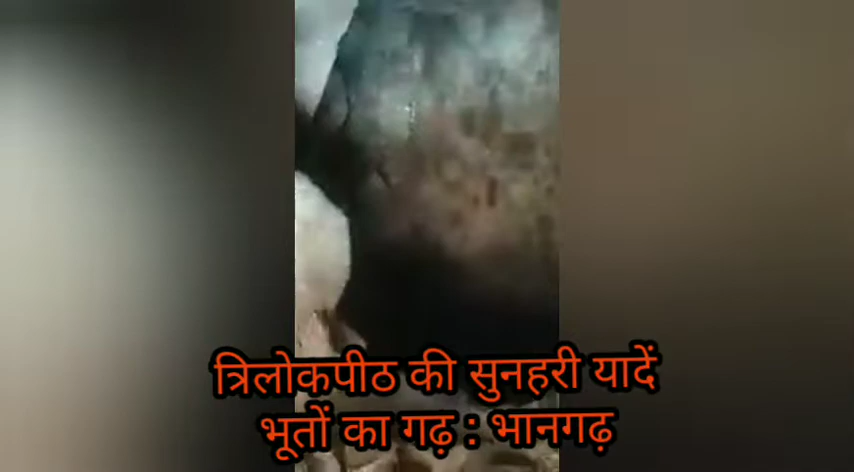 त्रिलोकपीठ की सुनहरी यादें
भूतों का गढ़ : भानगढ़